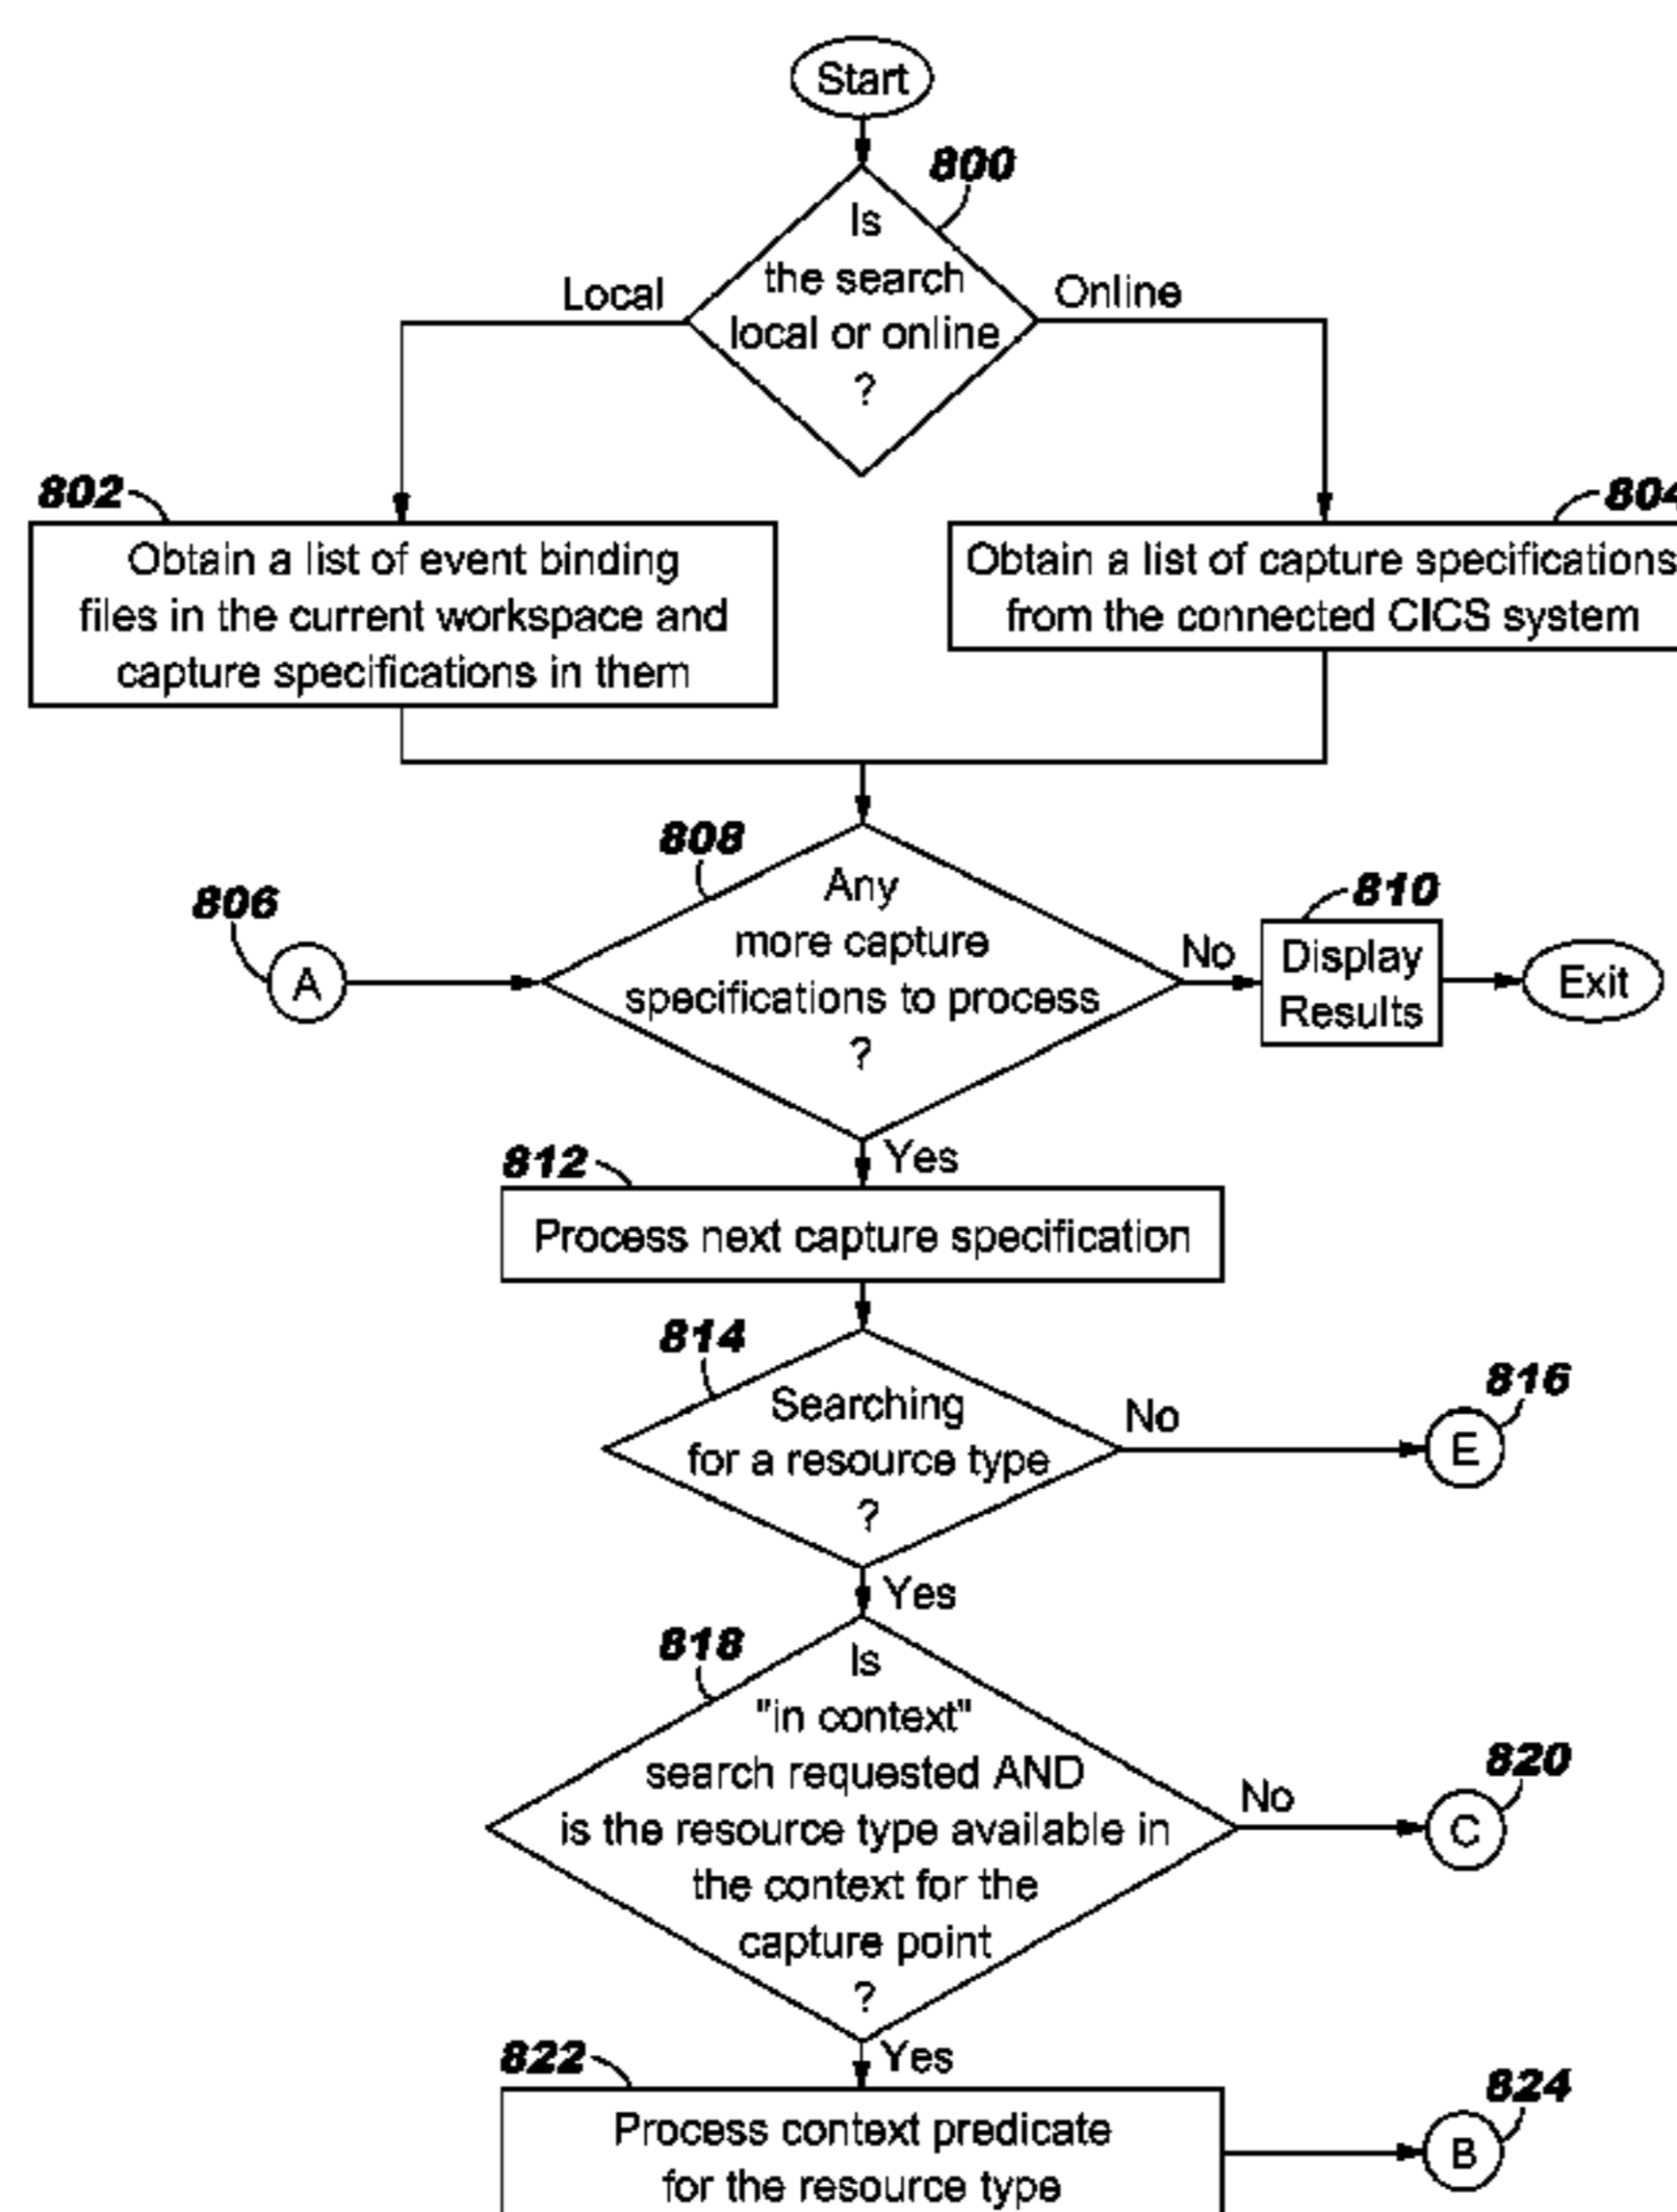 Start
800
Is
the search
local or online
?
Local
Online
802
Obtain a list of event binding
files in the current workspace and
capture specifications in them
804
Obtain a list of capture specifications
from the connected CICS system
806
A
808
Any
more capture
specifications to process
?
No
810
Display
Results
Exit
Yes
812
Process next capture specification
814
Searching
for a resource type
?
No
816
E
Yes
818
Is
"in context"
search requested AND
is the resource type available in
the context for the
capture point
?
No
820
C
Yes
822
Process context predicate
for the resource type
824
B